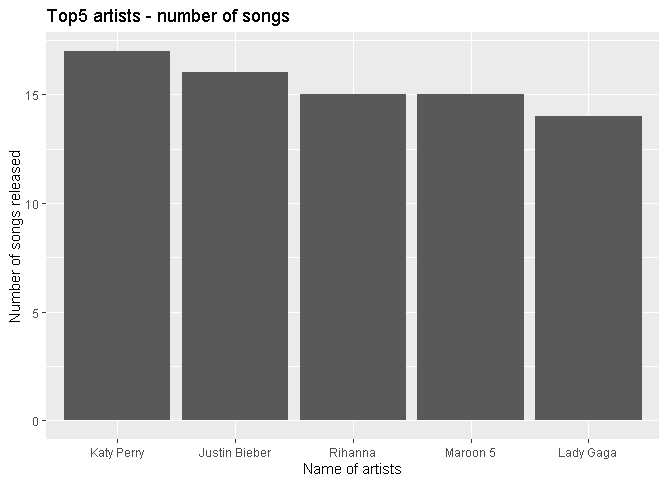 Top5 artists - number of songs
Number of songs released
15
10
5
0
Katy Perry
Justin Bieber
Rihanna
Maroon 5
Lady Gaga
Name of artists